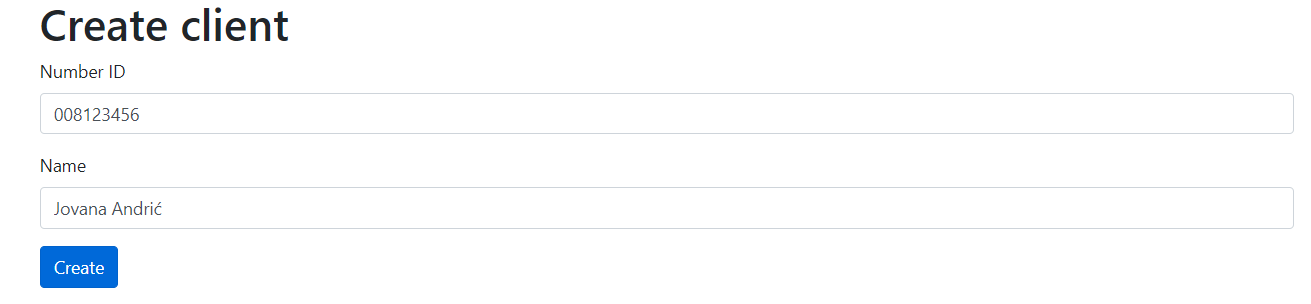 Create client
Number ID
008123456
Name
Jovana Andrić
Create